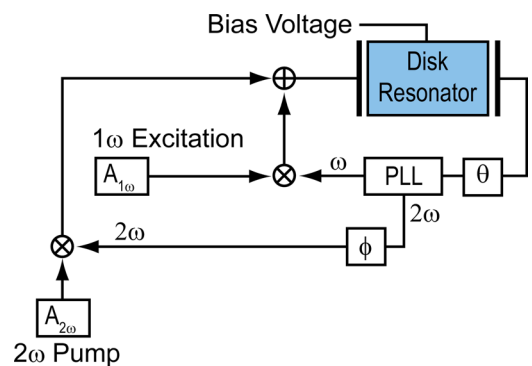 Bias Voltage
Disk
Resonator
1ω Excitation
A1ω
ω
PLL
θ
2ω
2ω
ϕ
A2ω
2ω Pump